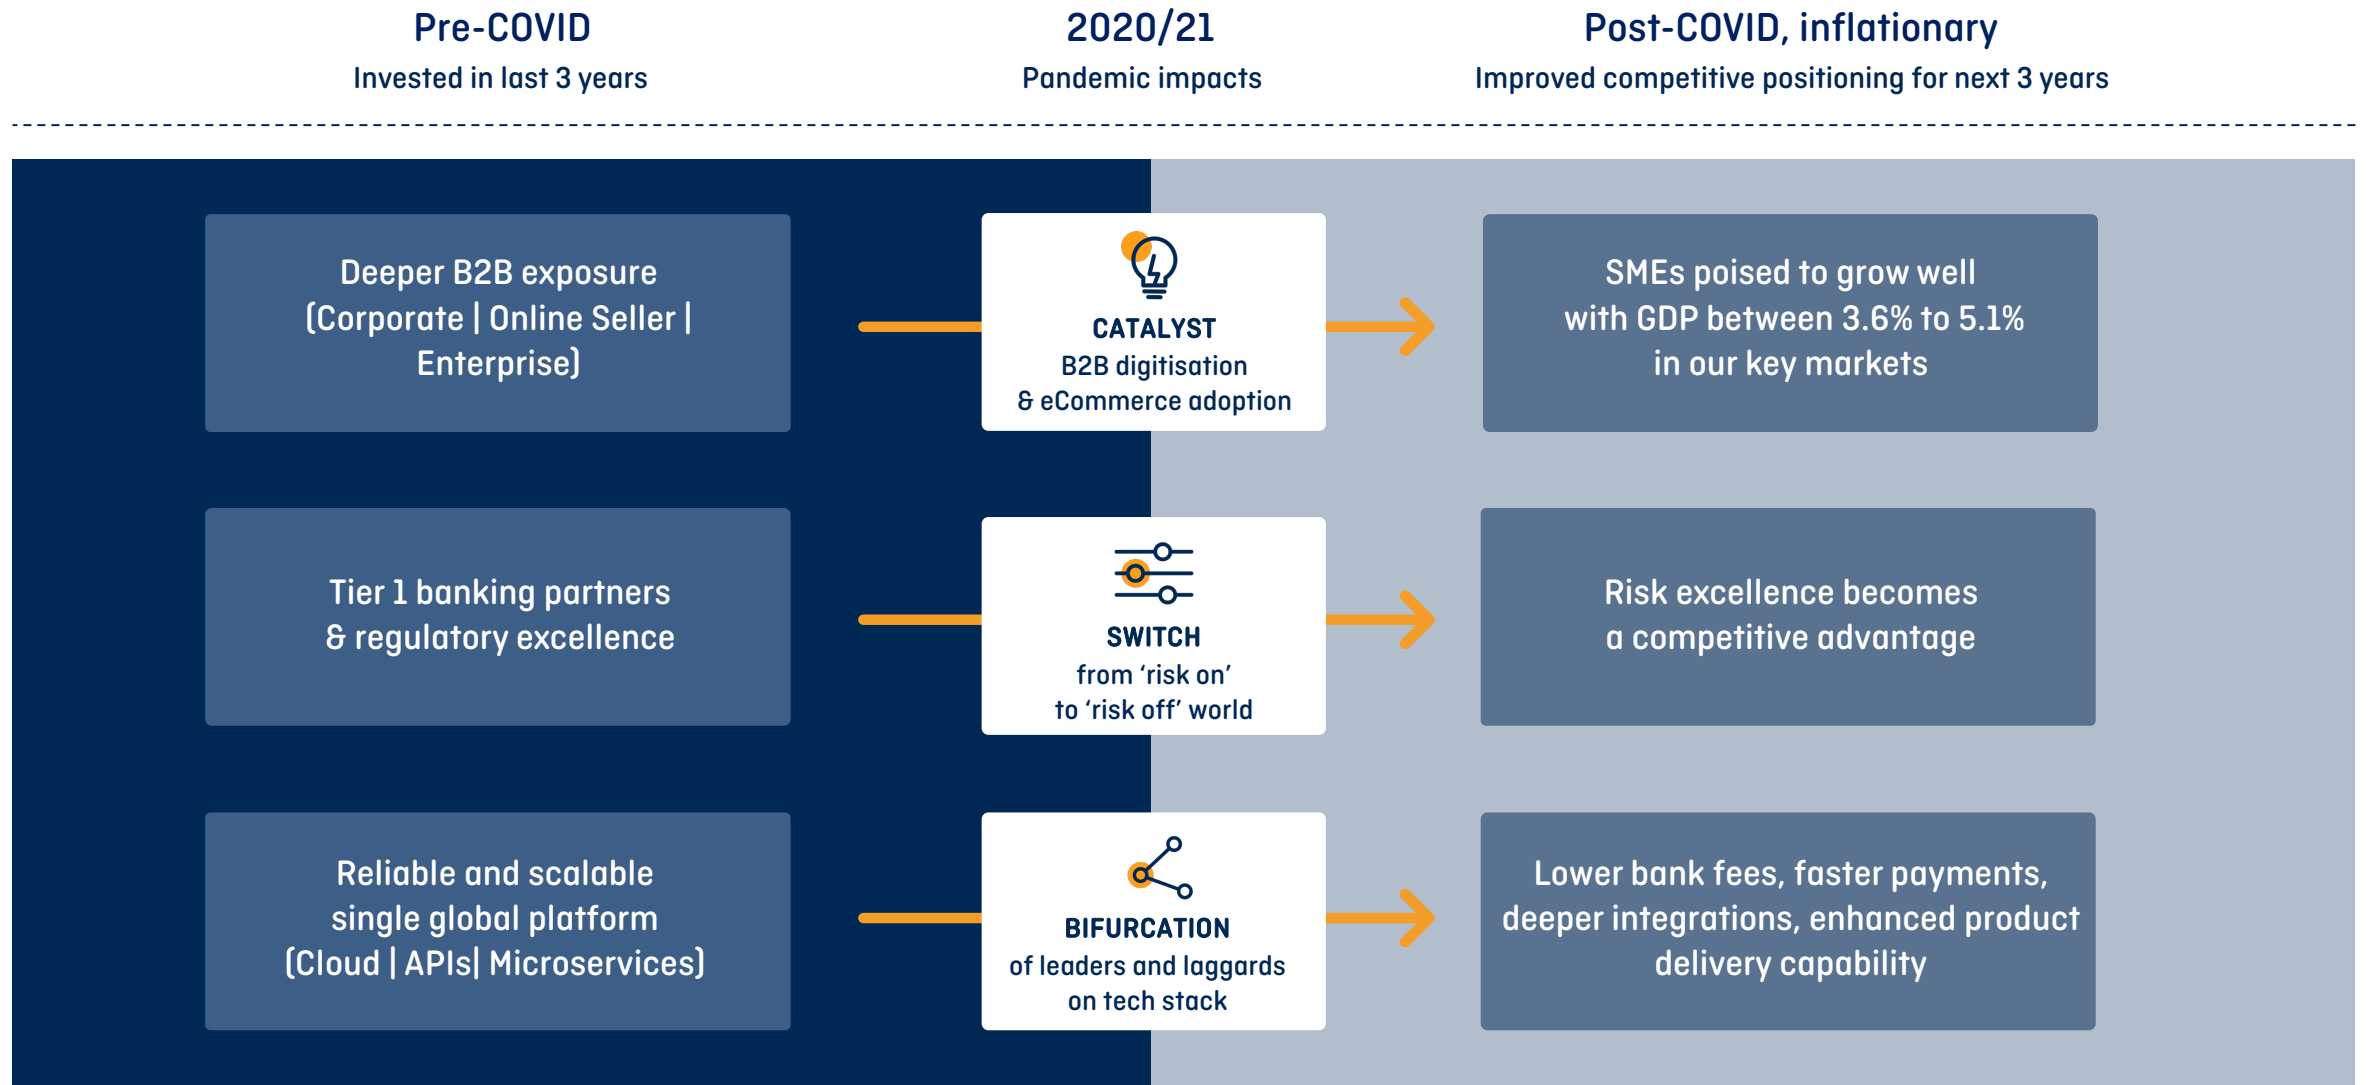 Pre-COVID
Invested in last 3 years
2020/21
Pandemic impacts
Post-COVID, inflationary
Improved competitive positioning for next 3 years
Deeper B2B exposure
(Corporate | Online Seller |
Enterprise)
CATALYST
B2B digitisation
& eCommerce adoption
SMEs poised to grow well
with GDP between 3.6% to 5.1%
in our key markets
Tier 1 banking partners
& regulatory excellence
SWITCH
from ‘risk on’
to ‘risk off’ world
Risk excellence becomes
a competitive advantage
Reliable and scalable
single global platform
(Cloud | APIs| Microservices)
BIFURCATION
of leaders and laggards
on tech stack
Lower bank fees, faster payments,
deeper integrations, enhanced product
delivery capability